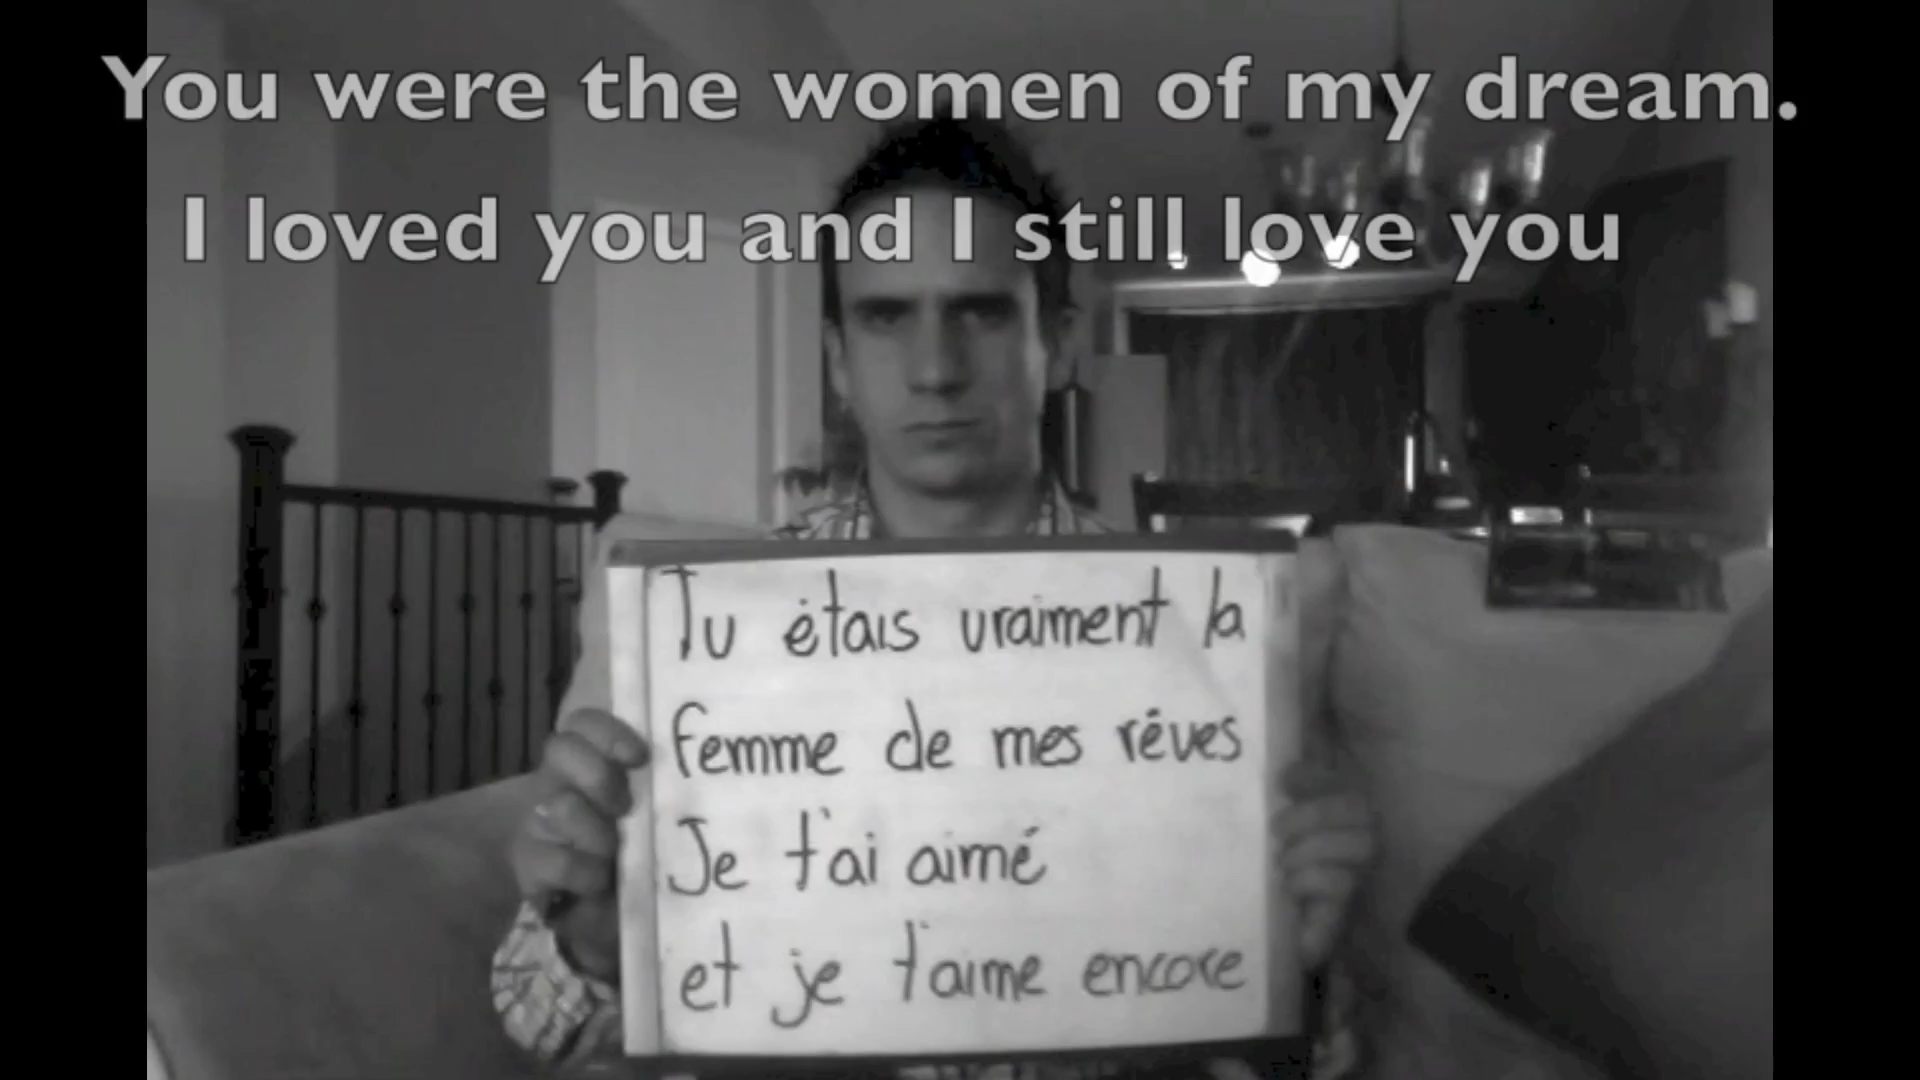 You were the women of my dream.
I loved you and I still love you
Tu étais vraiment la
femme de mes rêves
Je t'ai aimé
et je t'aime encore